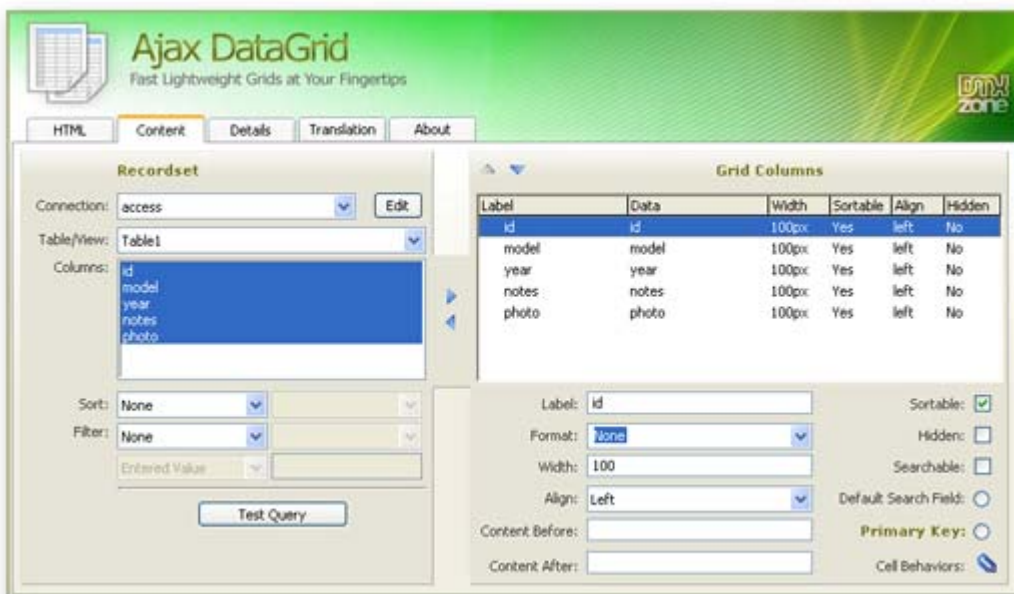 Ajax DataGrid
Fast Lightweight Grids at Your Fingertips
DMX
zone
HTML Content Details Translation About
Recordset
Connection: access Edit
Table/View: Table1
Columns: id
model
year
notes
photo
Sort: None
Filter: None
Entered Value
Test Query
Grid Columns
Label Data Width Sortable Align Hidden
id id 100px Yes left No
model model 100px Yes left No
year year 100px Yes left No
notes notes 100px Yes left No
photo photo 100px Yes left No
Label: id Sortable:
Format: None Hidden:
Width: 100 Searchable:
Align: Left Default Search Field:
Content Before: Primary Key:
Content After: Cell Behaviors: